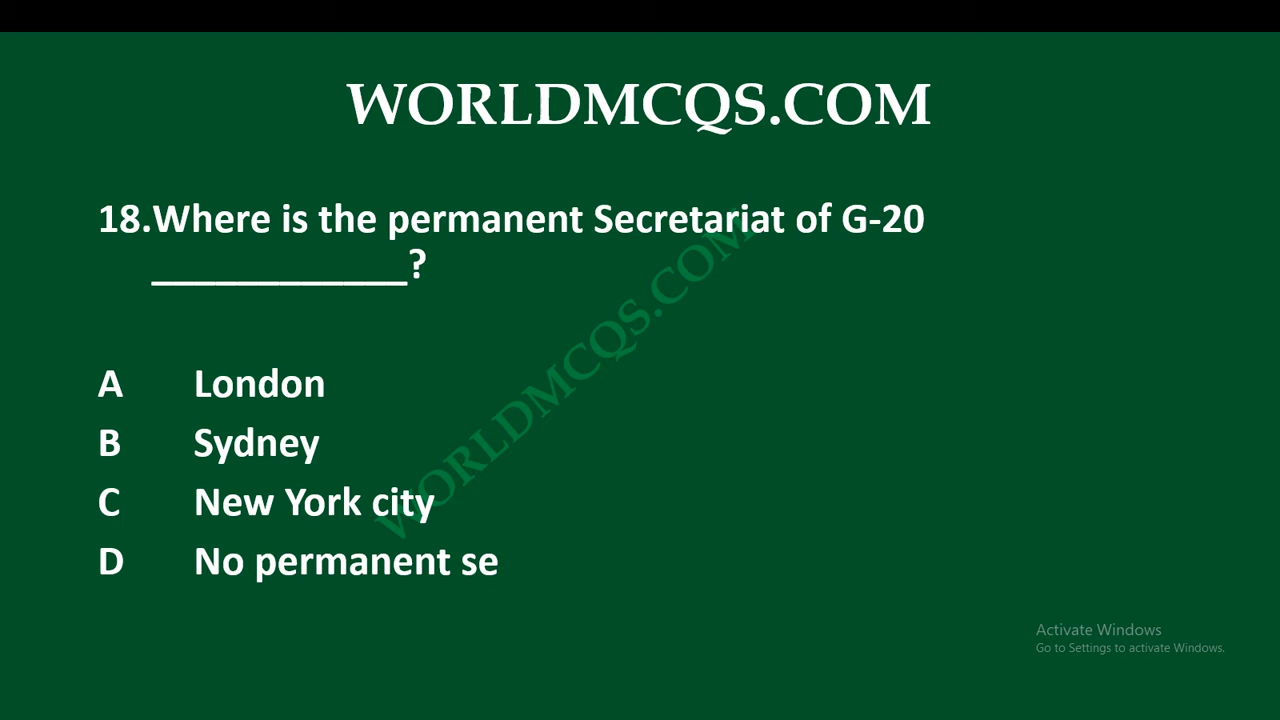 WORLDMCQS.COM
18.Where is the permanent Secretariat of G-20
____________?
A London
B Sydney
C New York city
D No permanent se
WORLDMCQS.COM
Activate Windows
Go to Settings to activate Windows.